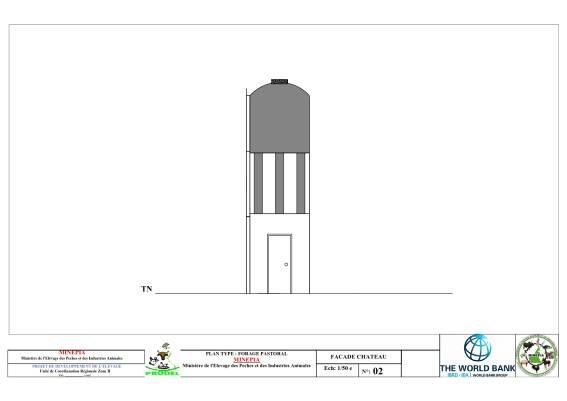 TN
MINEPIA
Ministère de l'Elevage des Peches et des Industries Animales
PROJET DE DEVELOPPEMENT DE L'ELEVAGE
Unité de Coordination Régionale Zone II
PRODEL
PLAN TYPE - FORAGE PASTORAL
MINEPIA
Ministère de l'Elevage des Peches et des Industries Animales
FACADE CHATEAU
Ech: 1/50 e
N°: 02
THE WORLD BANK
IBRD • IDA | WORLD BANK GROUP
MINEPIA